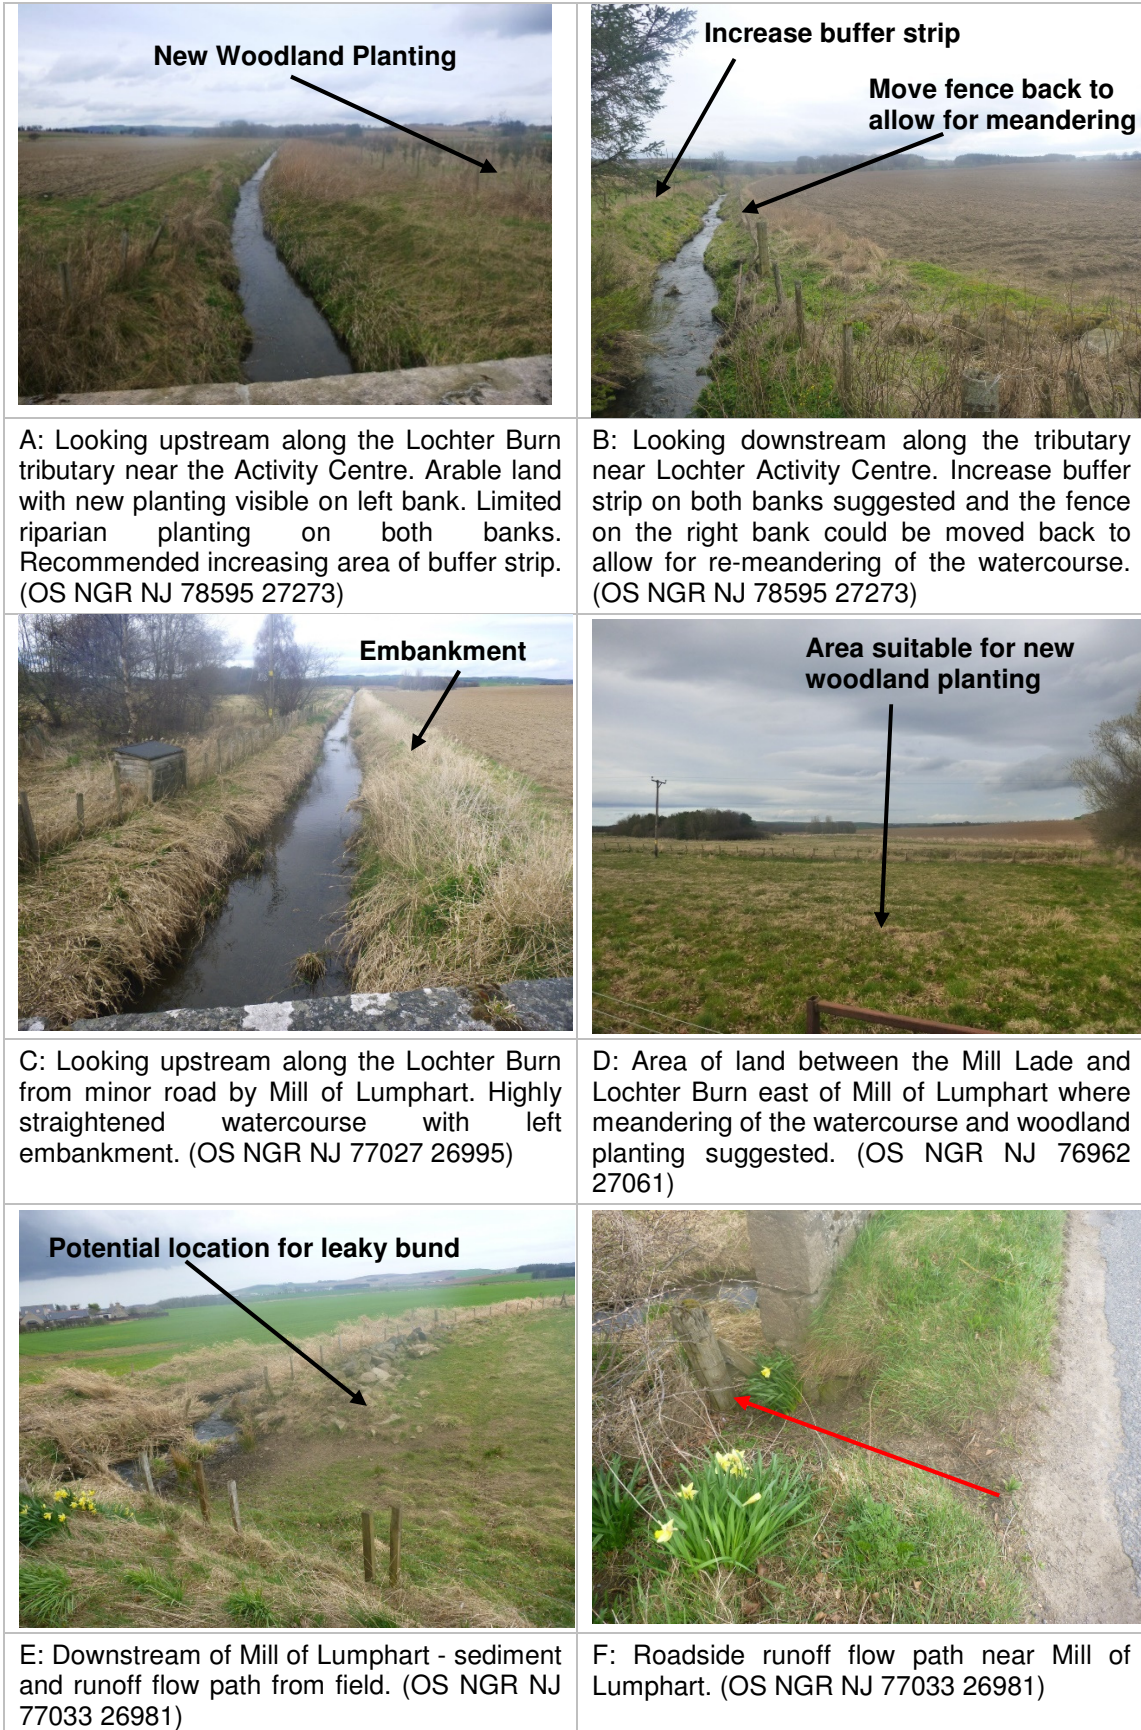 New Woodland Planting
Increase buffer strip
Move fence back to
allow for meandering
A: Looking upstream along the Lochter Burn
tributary near the Activity Centre. Arable land
with new planting visible on left bank. Limited
riparian planting on both banks.
Recommended increasing area of buffer strip.
(OS NGR NJ 78595 27273)
B: Looking downstream along the tributary
near Lochter Activity Centre. Increase buffer
strip on both banks suggested and the fence
on the right bank could be moved back to
allow for re-meandering of the watercourse.
(OS NGR NJ 78595 27273)
Embankment
Area suitable for new
woodland planting
C: Looking upstream along the Lochter Burn
from minor road by Mill of Lumphart. Highly
straightened watercourse with left
embankment. (OS NGR NJ 77027 26995)
D: Area of land between the Mill Lade and
Lochter Burn east of Mill of Lumphart where
meandering of the watercourse and woodland
planting suggested. (OS NGR NJ 76962
27061)
Potential location for leaky bund
E: Downstream of Mill of Lumphart - sediment
and runoff flow path from field. (OS NGR NJ
77033 26981)
F: Roadside runoff flow path near Mill of
Lumphart. (OS NGR NJ 77033 26981)